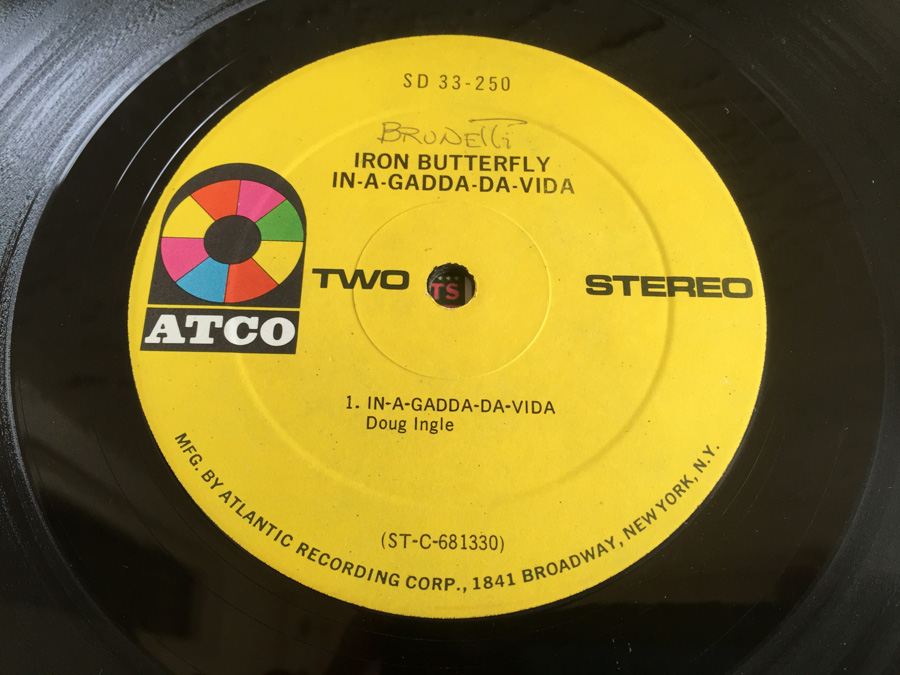 SD 33-250
BRUNEllI
IRON BUTTERFLY
IN-A-GADDA-DA-VIDA
TWO
STEREO
TS
ATCO
1. IN-A-GADDA-DA-VIDA
Doug Ingle
(ST-C-681330)
MFG. BY ATLANTIC RECORDING CORP., 1841 BROADWAY, NEW YORK, N.Y.